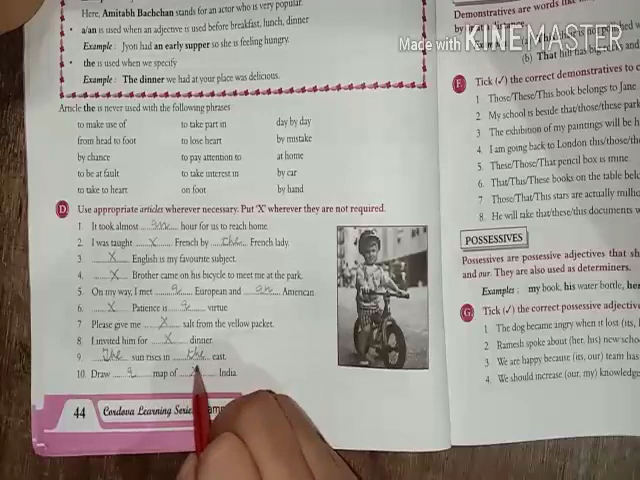 Here, Amitabh Bachchan stands for an actor who is very popular.
• a/an is used when an adjective is used before breakfast, lunch, dinner
Example : Jyon had an early supper so she is feeling hungry.
• the is used when we specify
Example : The dinner we had at your place was delicious.
Article the is never used with the following phrases
to make use of to take part in day by day
from head to foot to lose heart by mistake
by chance to pay attention to at home
to be at fault to take interest in by car
to take to heart on foot by hand
D. Use appropriate articles wherever necessary. Put 'X' wherever they are not required.
1 It took almost an hour for us to reach home.
2 I was taught X French by the French lady.
3 X English is my favourite subject.
4 X Brother came on his bicycle to meet me at the park.
5 On my way, I met a European and an American.
6 X Patience is a virtue
7 Please give me X salt from the yellow packet.
8 I invited him for X dinner.
9 The sun rises in the east.
10. Draw a map of X India.
44 Cordova Learning Series
Demonstratives are words like
by
(b) That hill has big
F. Tick (✓) the correct demonstratives to
1 Those/These/This book belongs to Jane
2 My school is beside that/those/these park
3 The exhibition of my paintings will be h
4 I am going back to London this/those/the
5 These/Those/That pencil box is mine.
6 That/This/These books on the table belo
7 Those/That/This stars are actually million
8. He will take that/these/this documents w
POSSESSIVES
Possessives are possessive adjectives that sh
and our. They are also used as determiners.
Examples : my book, his water bottle, her
G. Tick (✓) the correct possessive adjective
1 The dog became angry when it lost (its, h
2 Ramesh spoke about (her, his) new schoo
3 We are happy because (its, our) team has
4. We should increase (our, my) knowledge
Made with KINEMASTER